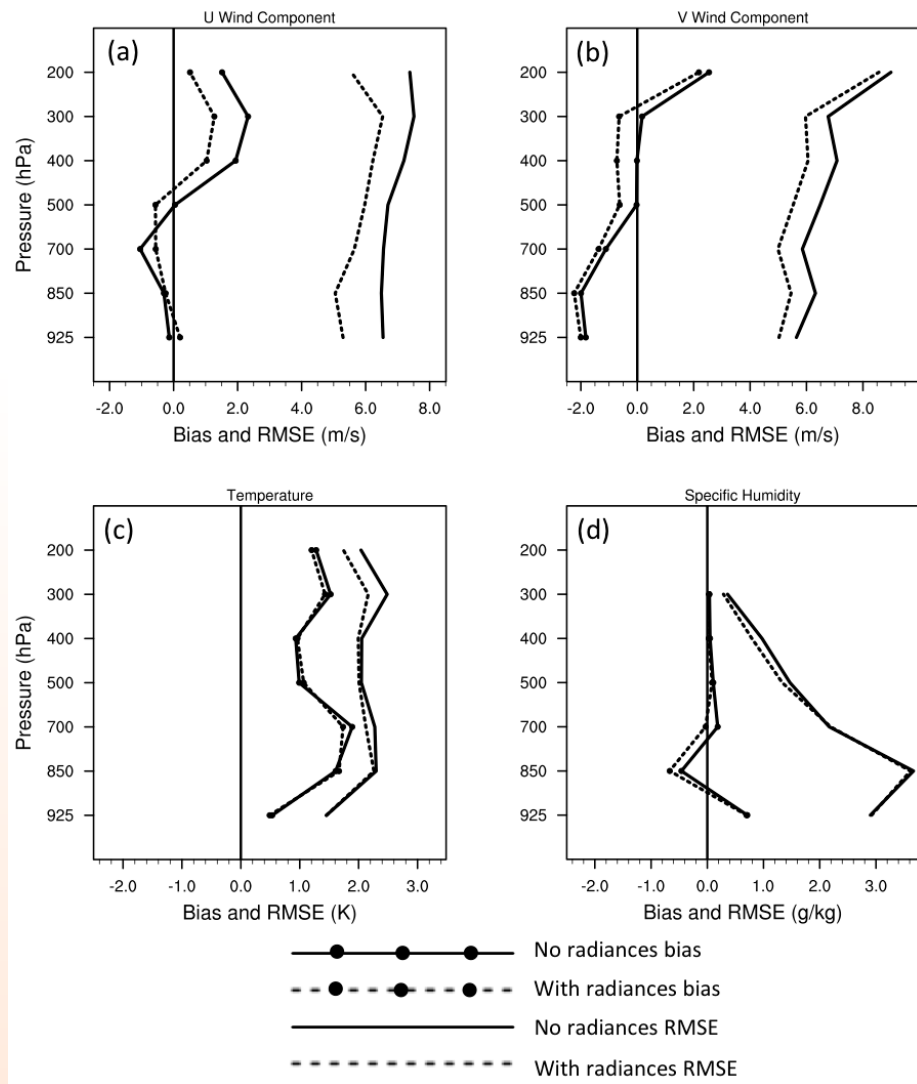 U Wind Component
(a)
200
300
400
500
700
850
925
Pressure (hPa)
-2.0 0.0 2.0 4.0 6.0 8.0
Bias and RMSE (m/s)
V Wind Component
(b)
200
300
400
500
700
850
925
-2.0 0.0 2.0 4.0 6.0 8.0
Bias and RMSE (m/s)
Temperature
(c)
200
300
400
500
700
850
925
Pressure (hPa)
-2.0 -1.0 0.0 1.0 2.0 3.0
Bias and RMSE (K)
Specific Humidity
(d)
200
300
400
500
700
850
925
-2.0 -1.0 0.0 1.0 2.0 3.0
Bias and RMSE (g/kg)
No radiances bias
With radiances bias
No radiances RMSE
With radiances RMSE